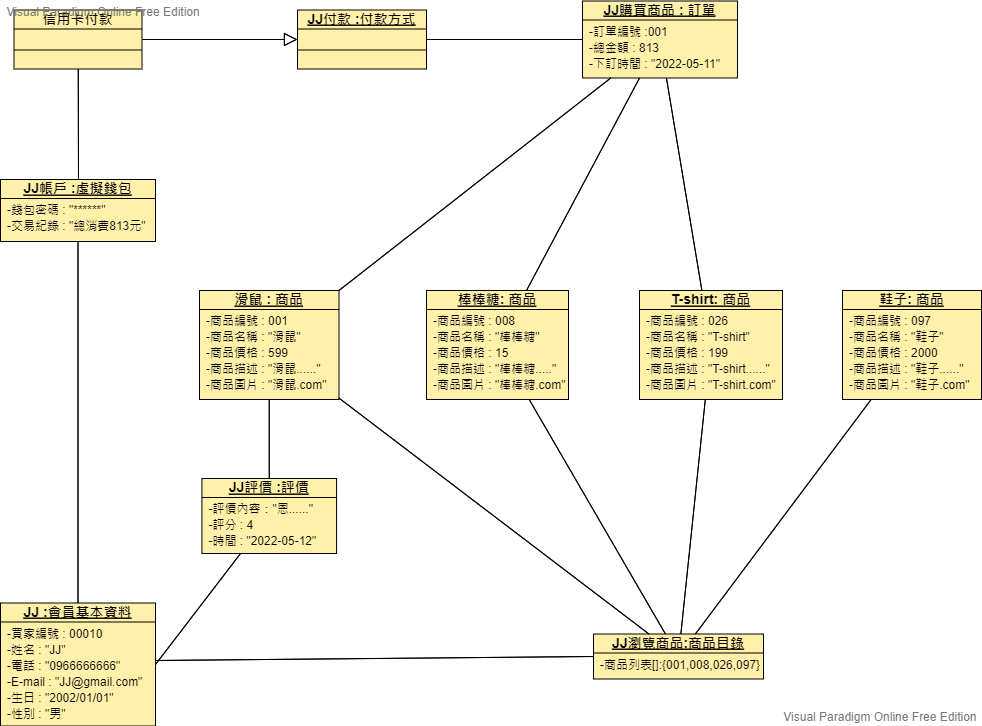 Visual Paradigm Online Free Edition
信用卡付款
JJ付款 :付款方式
JJ購買商品 : 訂單
-訂單編號 :001
-總金額 : 813
-下訂時間 : "2022-05-11"
JJ帳戶 :虛擬錢包
-錢包密碼 : "******"
-交易紀錄 : "總消費813元"
滑鼠 : 商品
-商品編號 : 001
-商品名稱 : "滑鼠"
-商品價格 : 599
-商品描述 : "滑鼠......"
-商品圖片 : "滑鼠.com"
棒棒糖: 商品
-商品編號 : 008
-商品名稱 : "棒棒糖"
-商品價格 : 15
-商品描述 : "棒棒糖....."
-商品圖片 : "棒棒糖.com"
T-shirt: 商品
-商品編號 : 026
-商品名稱 : "T-shirt"
-商品價格 : 199
-商品描述 : "T-shirt......"
-商品圖片 : "T-shirt.com"
鞋子: 商品
-商品編號 : 097
-商品名稱 : "鞋子"
-商品價格 : 2000
-商品描述 : "鞋子......"
-商品圖片 : "鞋子.com"
JJ評價 :評價
-評價內容 : "恩......"
-評分 : 4
-時間 : "2022-05-12"
JJ :會員基本資料
-買家編號 : 00010
-姓名 : "JJ"
-電話 : "0966666666"
-E-mail : "JJ@gmail.com"
-生日 : "2002/01/01"
-性別 : "男"
JJ瀏覽商品:商品目錄
-商品列表[]:{001,008,026,097}
Visual Paradigm Online Free Edition